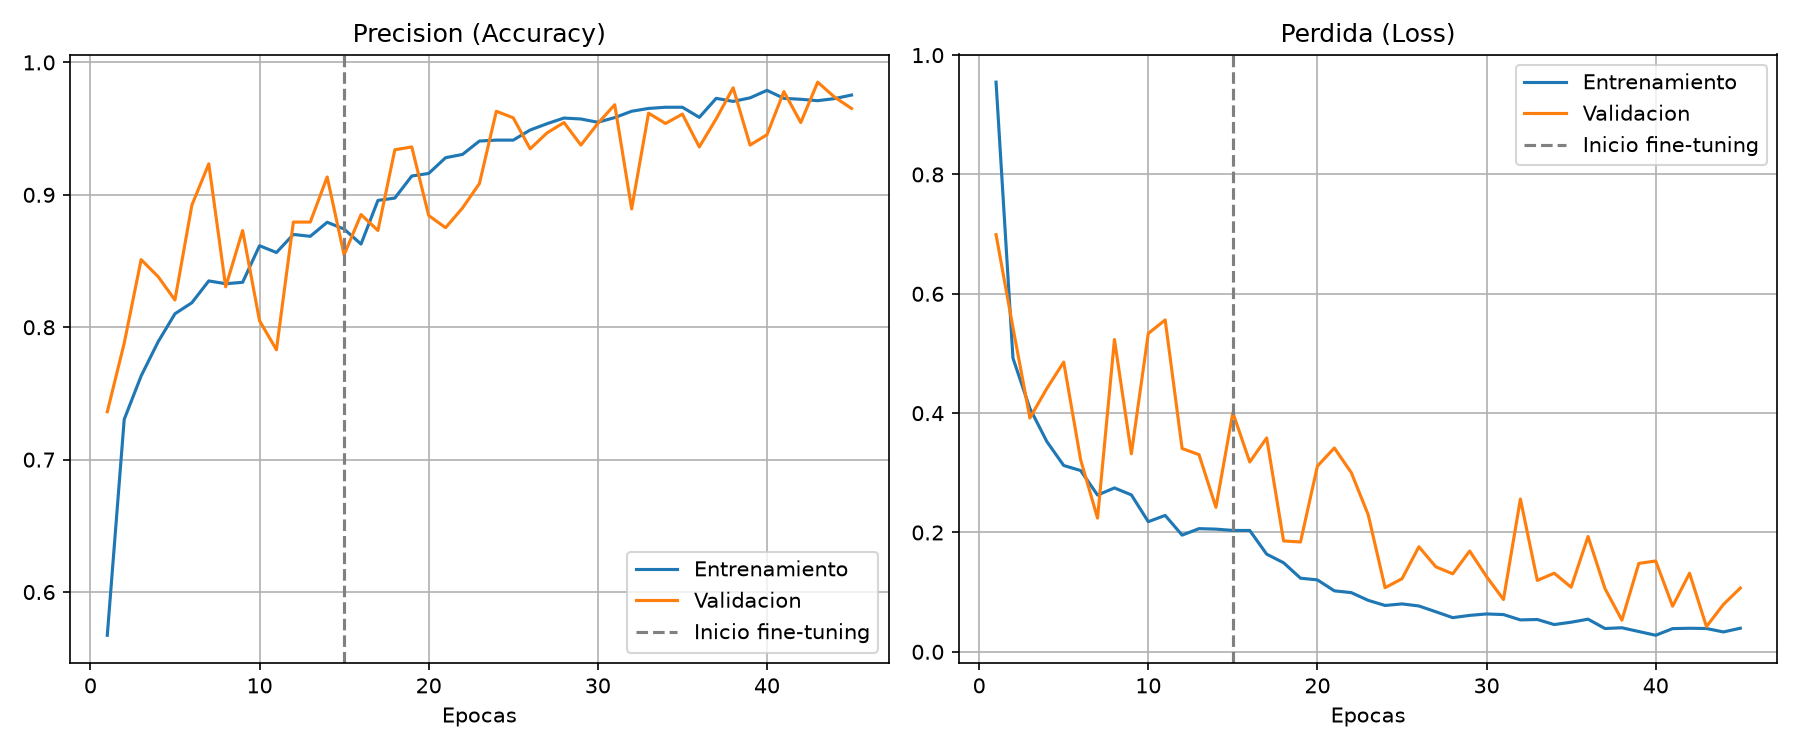 Precision (Accuracy)
1.0
0.9
0.8
0.7
0.6
0 10 20 30 40
Epocas
Entrenamiento
Validacion
Inicio fine-tuning
Perdida (Loss)
1.0
0.8
0.6
0.4
0.2
0.0
0 10 20 30 40
Epocas
Entrenamiento
Validacion
Inicio fine-tuning